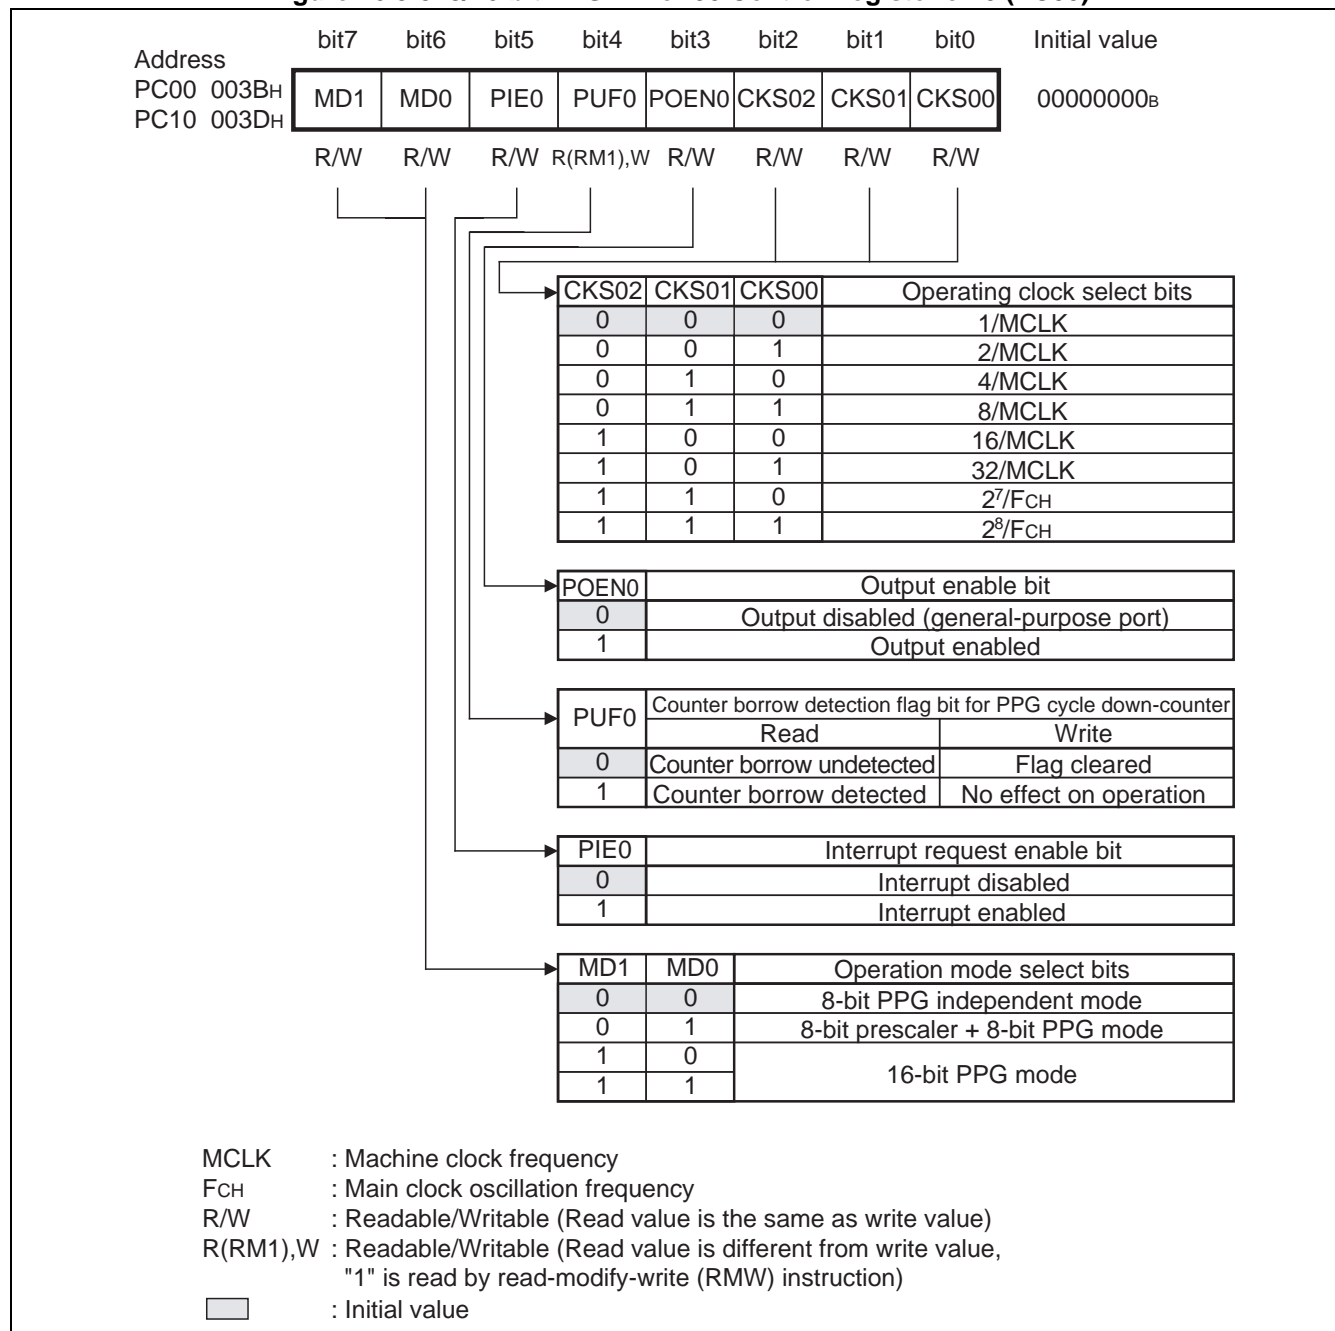 bit7 bit6 bit5 bit4 bit3 bit2 bit1 bit0 Initial value
Address
PC00 003BH MD1 MD0 PIE0 PUF0 POEN0 CKS02 CKS01 CKS00 00000000B
PC10 003DH
R/W R/W R/W R(RM1),W R/W R/W R/W R/W
CKS02 CKS01 CKS00 Operating clock select bits
0 0 0 1/MCLK
0 0 1 2/MCLK
0 1 0 4/MCLK
0 1 1 8/MCLK
1 0 0 16/MCLK
1 0 1 32/MCLK
1 1 0 2⁷/FCH
1 1 1 2⁸/FCH
POEN0 Output enable bit
0 Output disabled (general-purpose port)
1 Output enabled
PUF0 Counter borrow detection flag bit for PPG cycle down-counter
Read Write
0 Counter borrow undetected Flag cleared
1 Counter borrow detected No effect on operation
PIE0 Interrupt request enable bit
0 Interrupt disabled
1 Interrupt enabled
MD1 MD0 Operation mode select bits
0 0 8-bit PPG independent mode
0 1 8-bit prescaler + 8-bit PPG mode
1 0 16-bit PPG mode
1 1
MCLK : Machine clock frequency
FCH : Main clock oscillation frequency
R/W : Readable/Writable (Read value is the same as write value)
R(RM1),W : Readable/Writable (Read value is different from write value,
"1" is read by read-modify-write (RMW) instruction)
: Initial value